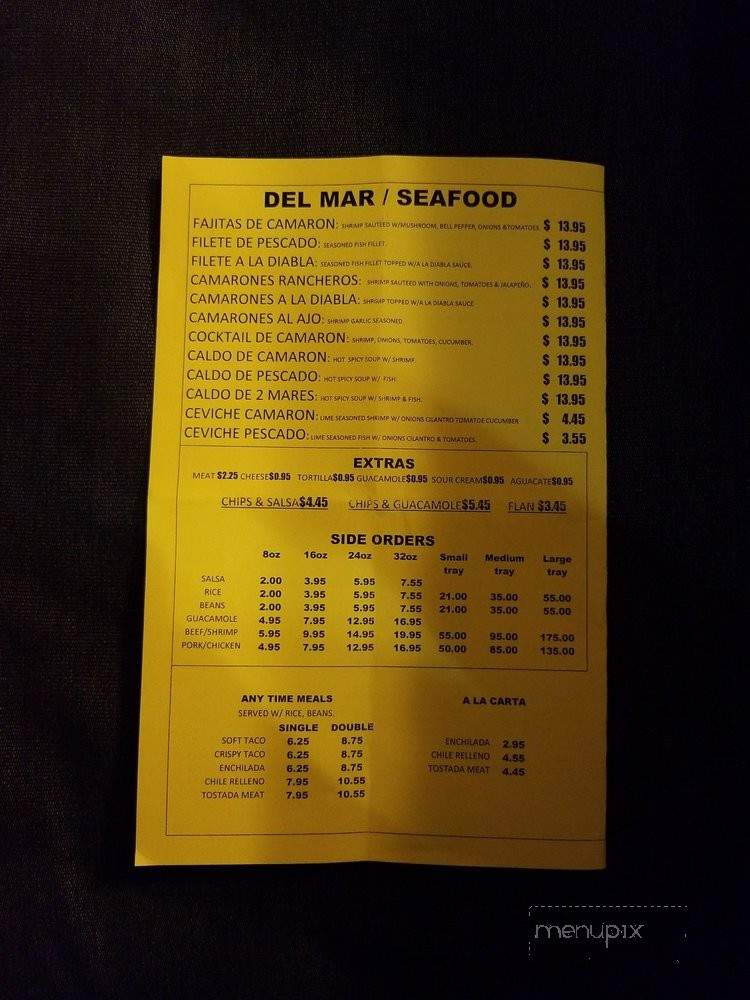 DEL MAR / SEAFOOD
FAJITAS DE CAMARON: SHRIMP SAUTEED W/MUSHROOM, BELL PEPPER, ONIONS &TOMATOES. $ 13.95
FILETE DE PESCADO: SEASONED FISH FILLET. $ 13.95
FILETE A LA DIABLA: SEASONED FISH FILLET TOPPED W/A LA DIABLA SAUCE. $ 13.95
CAMARONES RANCHEROS: SHRIMP SAUTEED WITH ONIONS, TOMATOES & JALAPEÑO. $ 13.95
CAMARONES A LA DIABLA: SHRIMP TOPPED W/A LA DIABLA SAUCE $ 13.95
CAMARONES AL AJO: SHRIMP GARLIC SEASONED. $ 13.95
COCKTAIL DE CAMARON: SHRIMP, ONIONS, TOMATOES, CUCUMBER. $ 13.95
CALDO DE CAMARON: HOT SPICY SOUP W/ SHRIMP. $ 13.95
CALDO DE PESCADO: HOT SPICY SOUP W/ FISH. $ 13.95
CALDO DE 2 MARES: HOT SPICY SOUP W/ SHRIMP & FISH. $ 13.95
CEVICHE CAMARON: LIME SEASONED SHRIMP W/ ONIONS CILANTRO TOMATOE CUCUMBER $ 4.45
CEVICHE PESCADO: LIME SEASONED FISH W/ ONIONS CILANTRO & TOMATOES. $ 3.55
EXTRAS
MEAT $2.25 CHEESE$0.95 TORTILLA$0.95 GUACAMOLE$0.95 SOUR CREAM$0.95 AGUACATE$0.95
CHIPS & SALSA$4.45 CHIPS & GUACAMOLE$5.45 FLAN $3.45
SIDE ORDERS
8oz 16oz 24oz 32oz Small tray Medium tray Large tray
SALSA 2.00 3.95 5.95 7.55
RICE 2.00 3.95 5.95 7.55 21.00 35.00 55.00
BEANS 2.00 3.95 5.95 7.55 21.00 35.00 55.00
GUACAMOLE 4.95 7.95 12.95 16.95
BEEF/SHRIMP 5.95 9.95 14.95 19.95 55.00 95.00 175.00
PORK/CHICKEN 4.95 7.95 12.95 16.95 50.00 85.00 135.00
ANY TIME MEALS
SERVED W/ RICE, BEANS.
SINGLE DOUBLE
SOFT TACO 6.25 8.75
CRISPY TACO 6.25 8.75
ENCHILADA 6.25 8.75
CHILE RELLENO 7.95 10.55
TOSTADA MEAT 7.95 10.55
A LA CARTA
ENCHILADA 2.95
CHILE RELLENO 4.55
TOSTADA MEAT 4.45
menupix